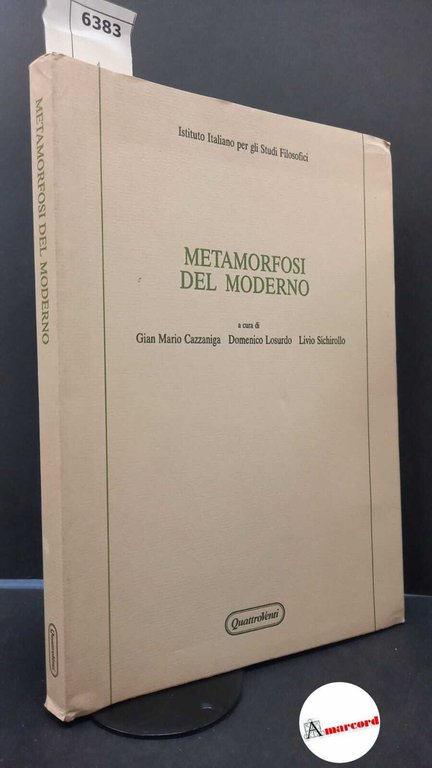 6383
Istituto Italiano per gli Studi Filosofici
METAMORFOSI
DEL MODERNO
a cura di
Gian Mario Cazzaniga Domenico Losurdo Livio Sichirollo
QuattroVenti
METAMORFOSI DEL MODERNO
QuattroVenti
Amarcord